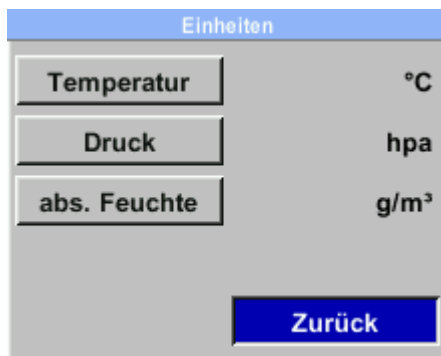 Einheiten
Temperatur °C
Druck hpa
abs. Feuchte g/m³
Zurück